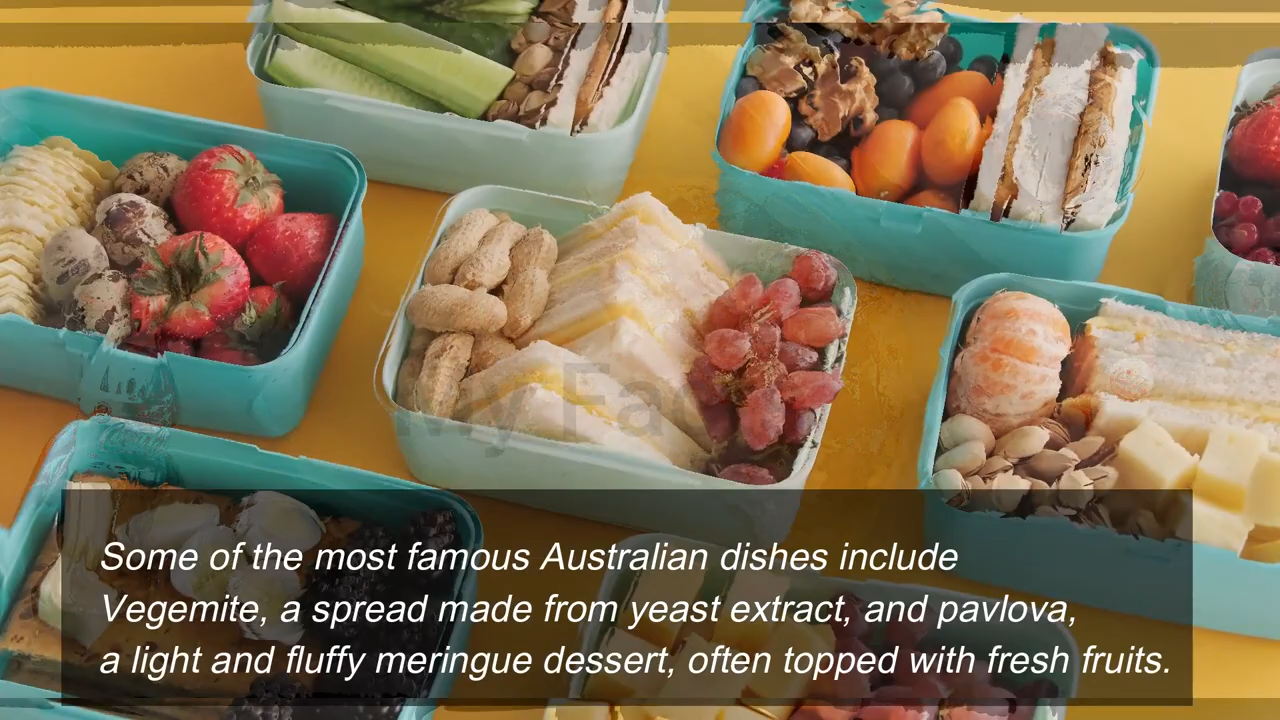 Some of the most famous Australian dishes include
Vegemite, a spread made from yeast extract, and pavlova,
a light and fluffy meringue dessert, often topped with fresh fruits.